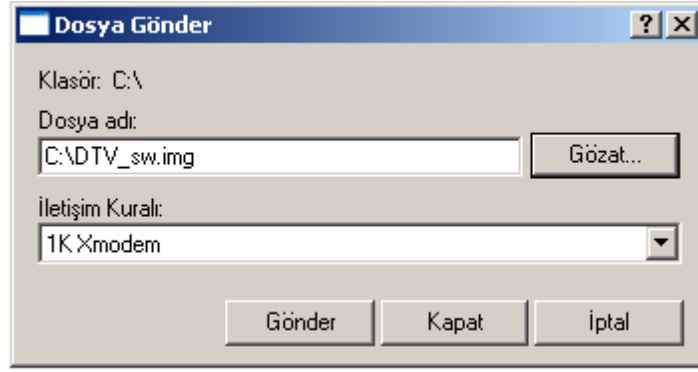 Dosya Gönder
Klasör: C:\
Dosya adı:
C:\DTV_sw.img
Gözat...
İletişim Kuralı:
1K Xmodem
Gönder Kapat İptal